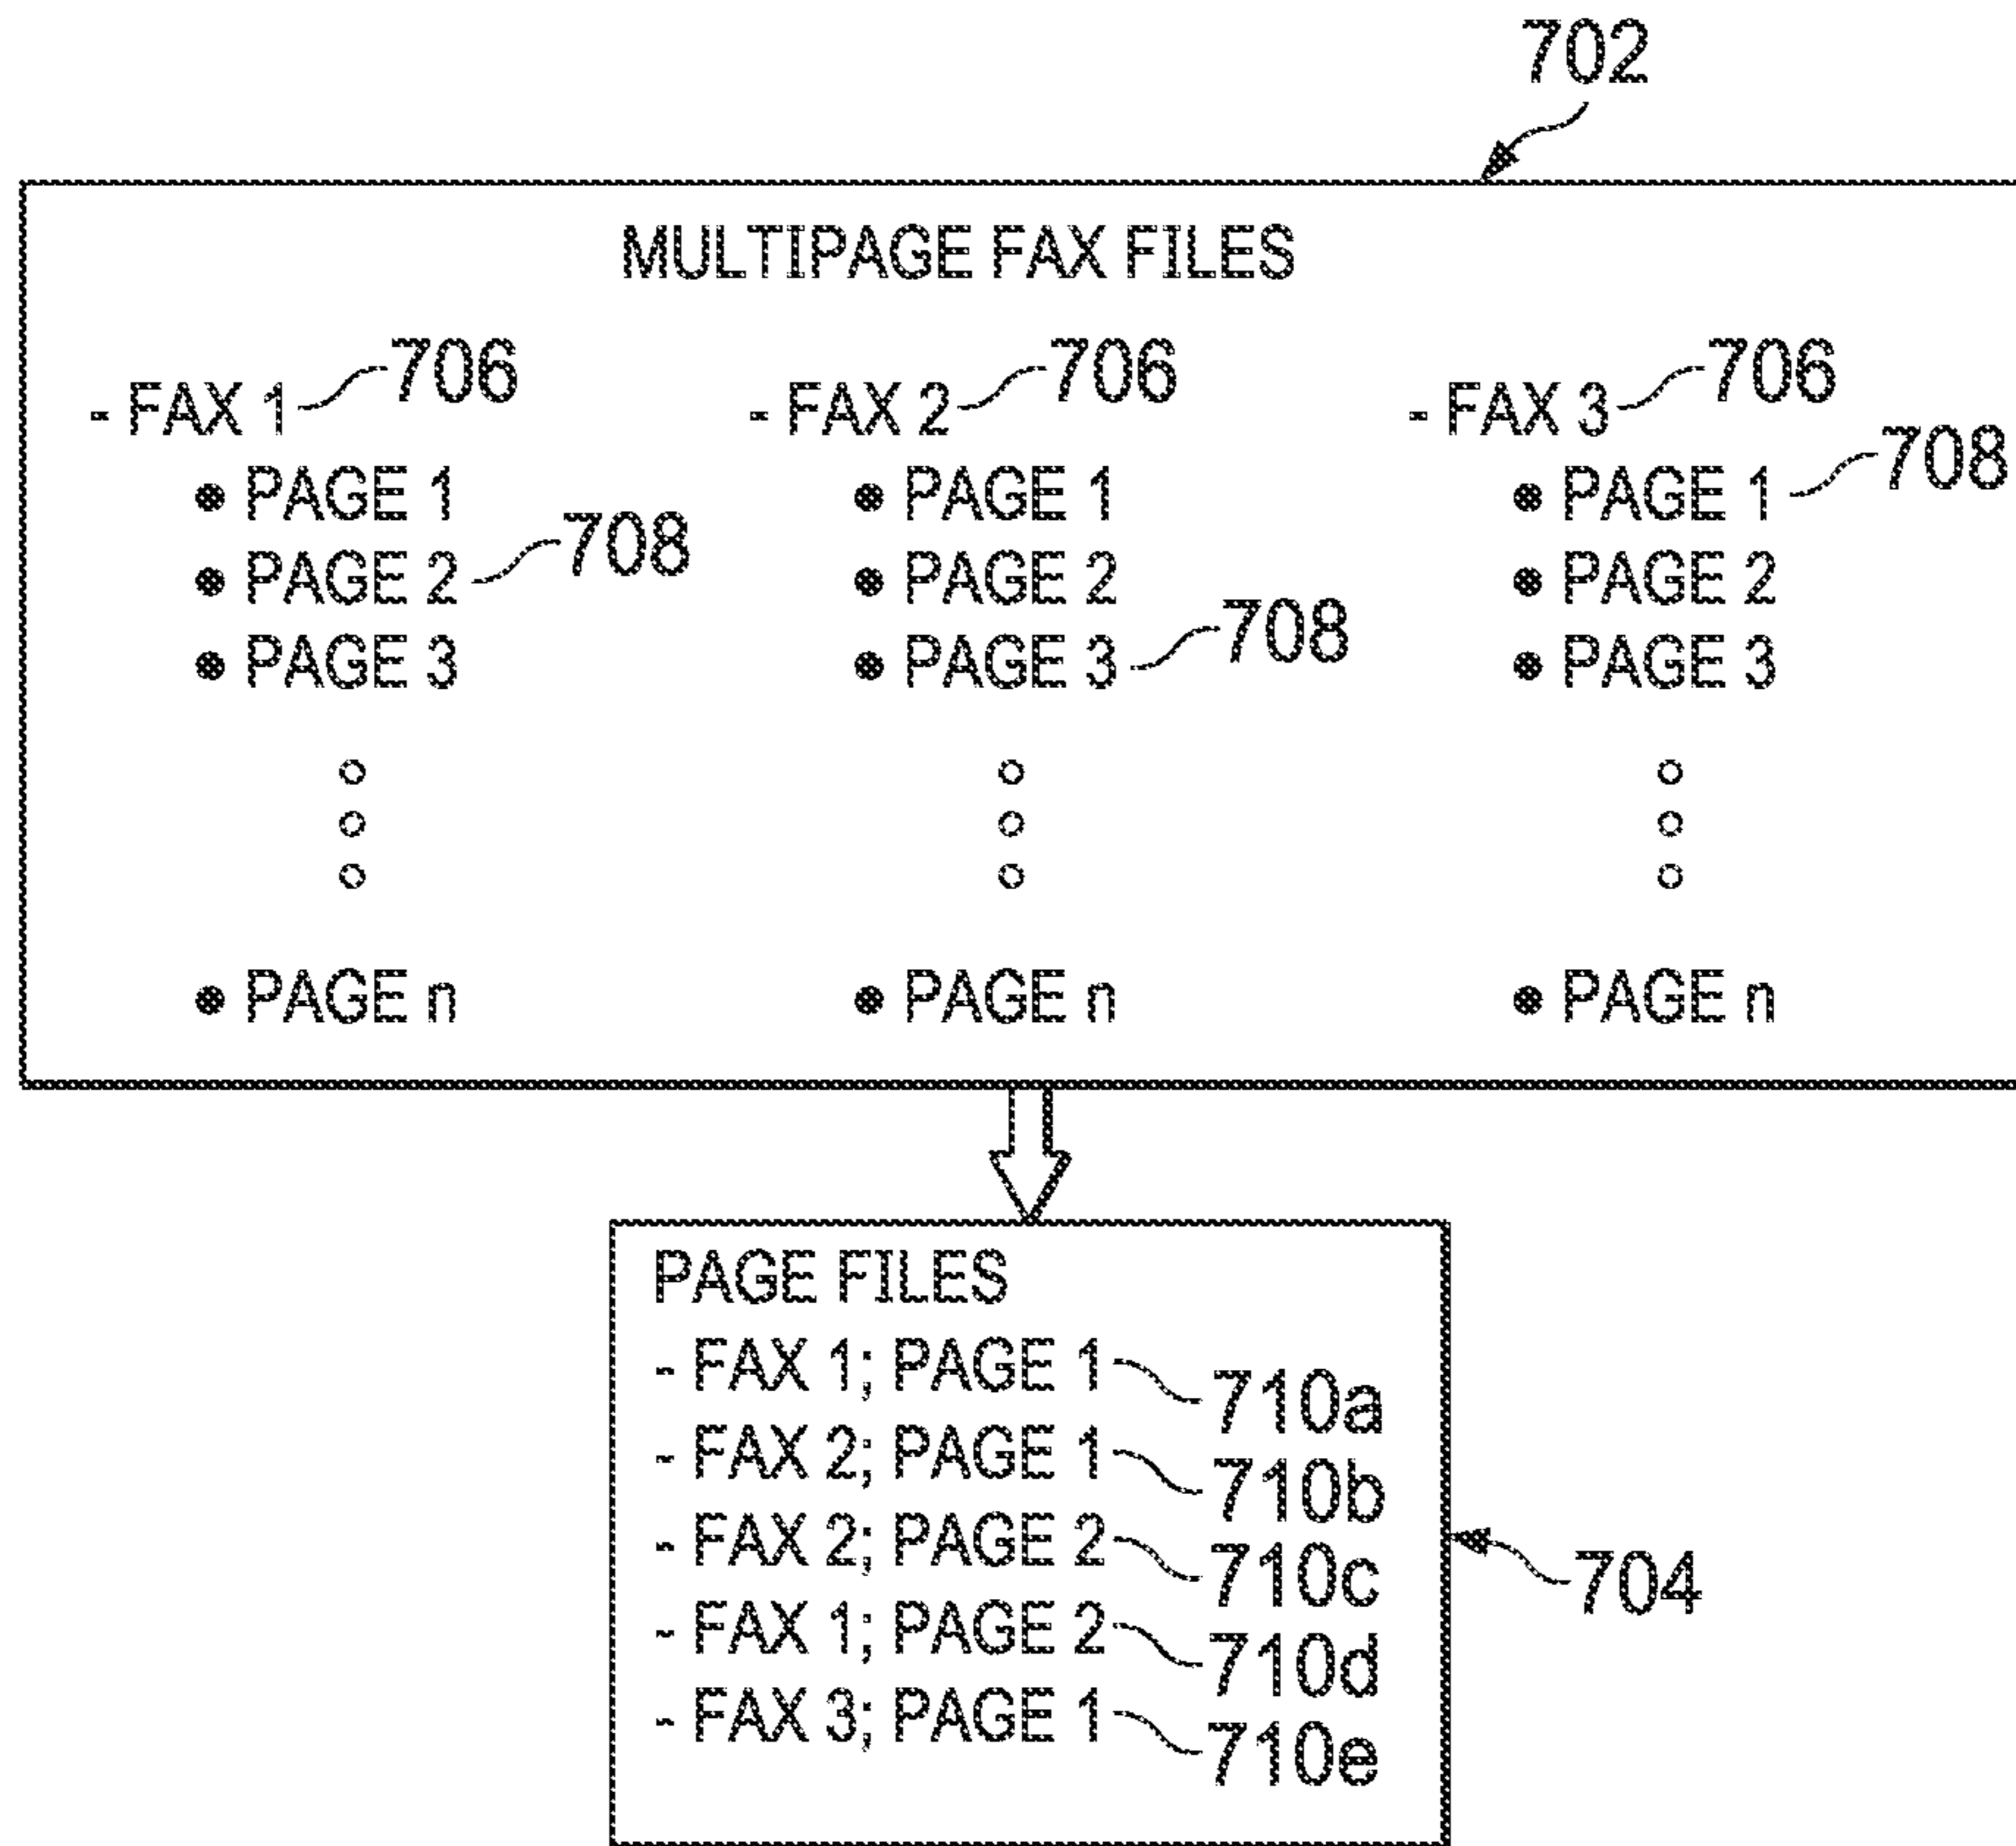 702
MULTIPAGE FAX FILES
- FAX 1 706 - FAX 2 706 - FAX 3 706
• PAGE 1 • PAGE 1 • PAGE 1 708
• PAGE 2 708 • PAGE 2 • PAGE 2
• PAGE 3 • PAGE 3 708 • PAGE 3
• PAGE n • PAGE n • PAGE n
PAGE FILES
- FAX 1; PAGE 1 710a
- FAX 2; PAGE 1 710b
- FAX 2; PAGE 2 710c
704
- FAX 1; PAGE 2 710d
- FAX 3; PAGE 1 710e